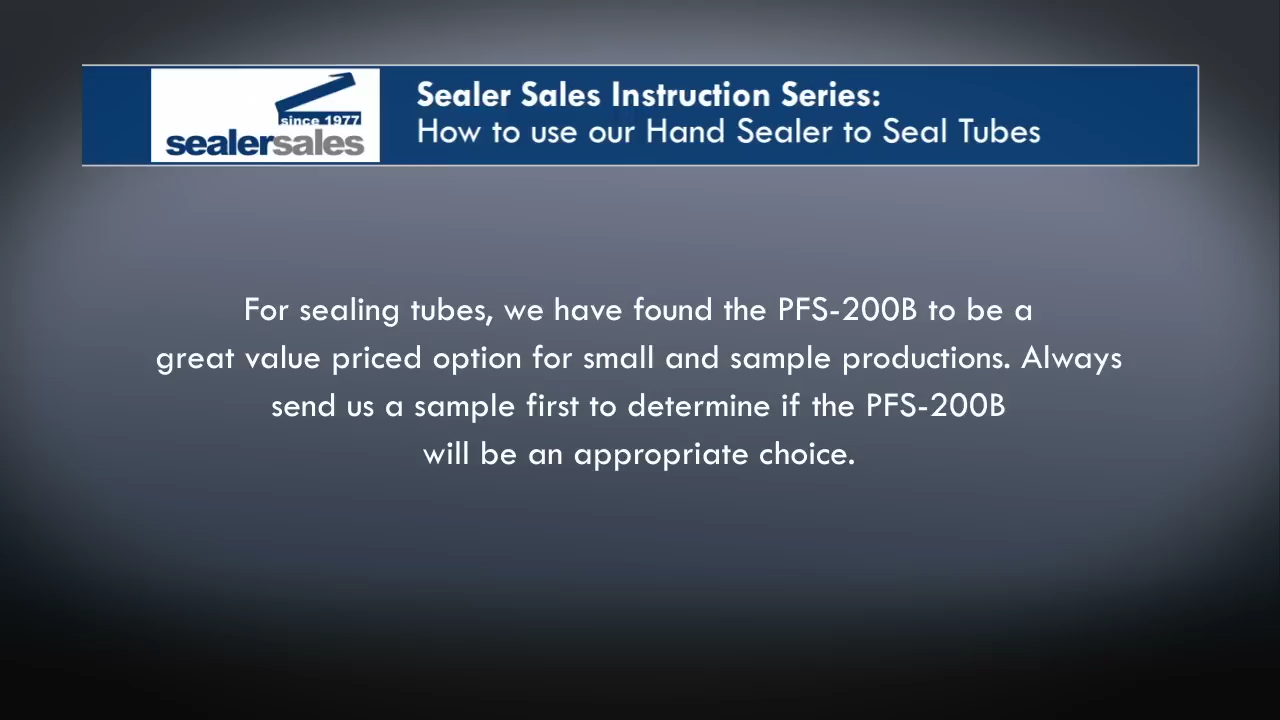 since 1977
sealersales
Sealer Sales Instruction Series:
How to use our Hand Sealer to Seal Tubes
For sealing tubes, we have found the PFS-200B to be a
great value priced option for small and sample productions. Always
send us a sample first to determine if the PFS-200B
will be an appropriate choice.